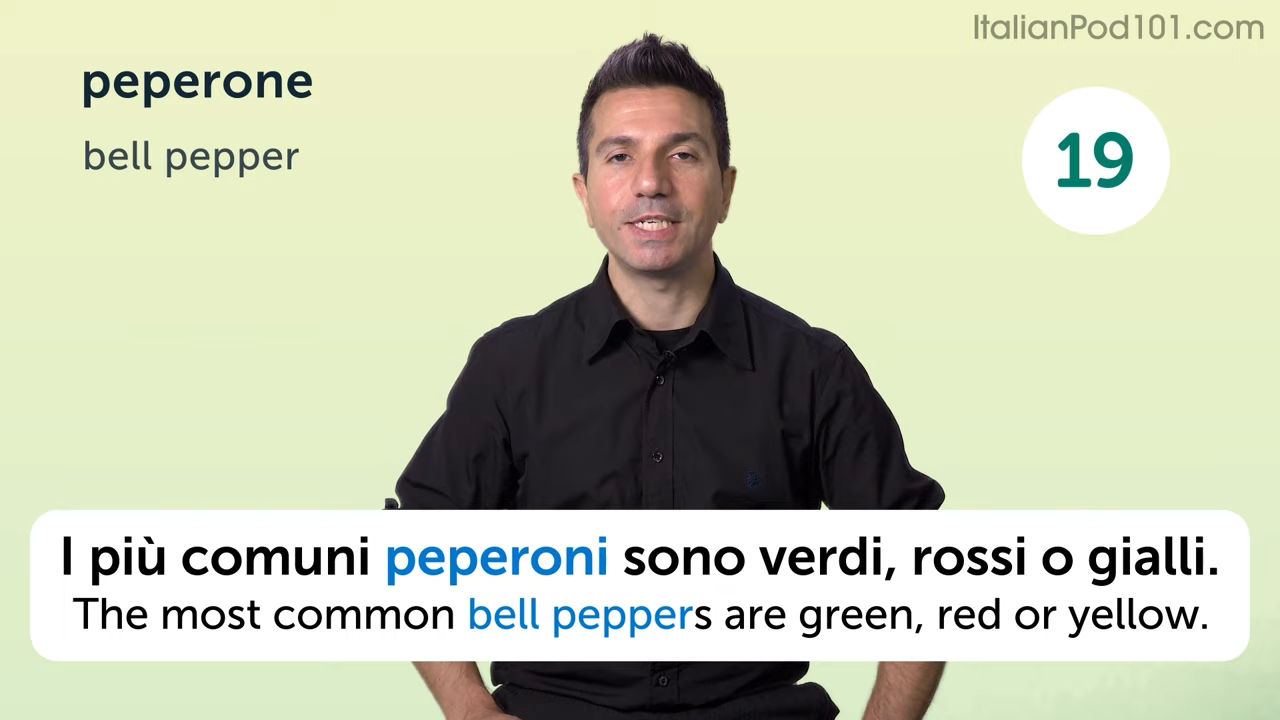 ItalianPod101.com
peperone
bell pepper
19
I più comuni peperoni sono verdi, rossi o gialli.
The most common bell peppers are green, red or yellow.